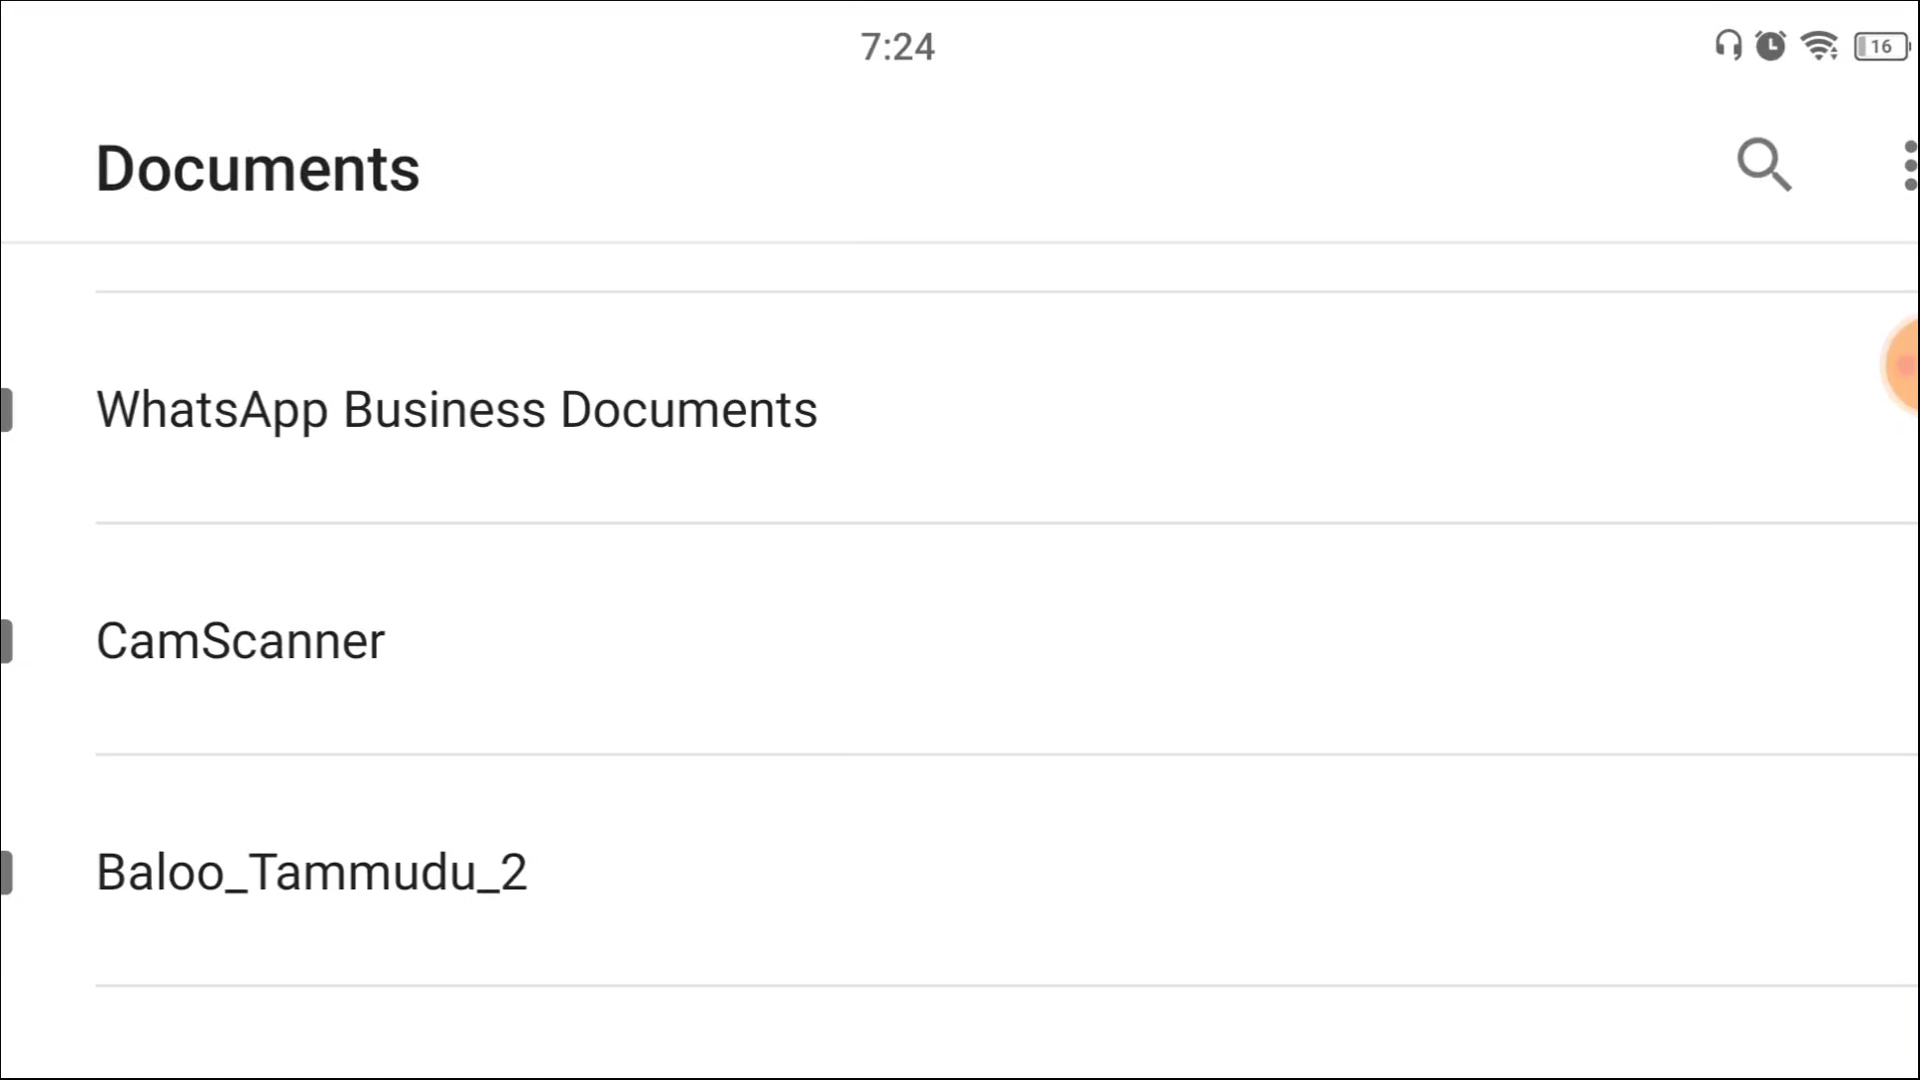 7:24
16
Documents
WhatsApp Business Documents
CamScanner
Baloo_Tammudu_2